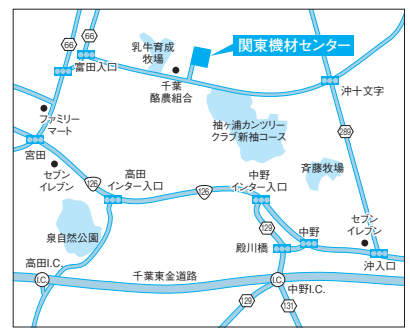 66
66
乳牛育成
牧場
関東機材センター
富田入口
千葉
酪農組合
沖十文字
ファミリー
マート
袖ヶ浦カンツリー
クラブ新袖コース
289
宮田
斉藤牧場
セブン
イレブン
126
高田
インター入口
126
中野
インター入口
129
セブン
イレブン
泉自然公園
中野
殿川橋
高田I.C.
沖入口
千葉東金道路
I.C.
I.C.
中野I.C.
129
131